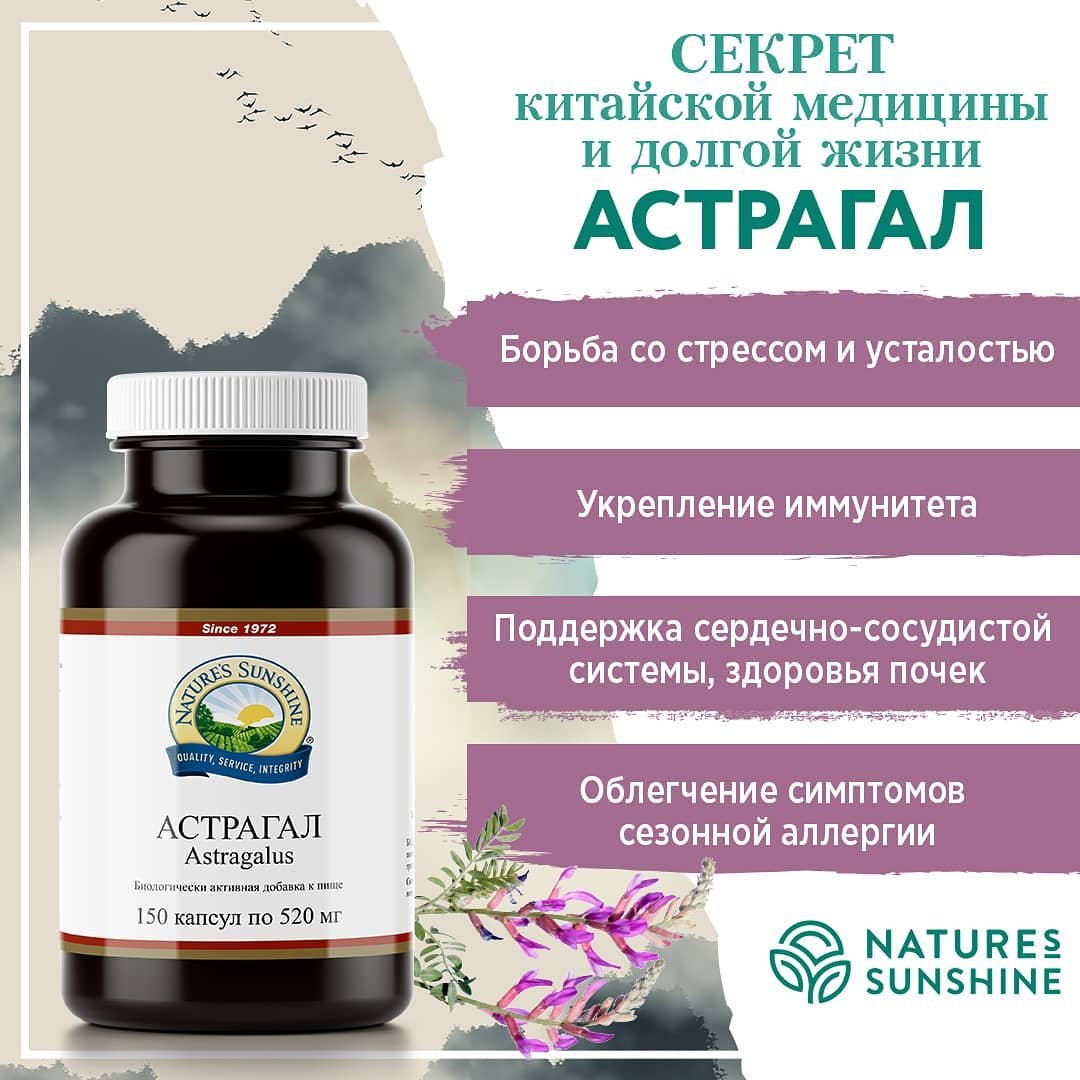 СЕКРЕТ
китайской медицины
и долгой жизни
АСТРАГАЛ
Борьба со стрессом и усталостью
Укрепление иммунитета
Поддержка сердечно-сосудистой
системы, здоровья почек
Облегчение симптомов
сезонной аллергии
Since 1972
NATURE'S SUNSHINE
®
QUALITY, SERVICE, INTEGRITY
АСТРАГАЛ
Astragalus
Биологически активная добавка к пище
150 капсул по 520 мг
NATURE'S
SUNSHINE